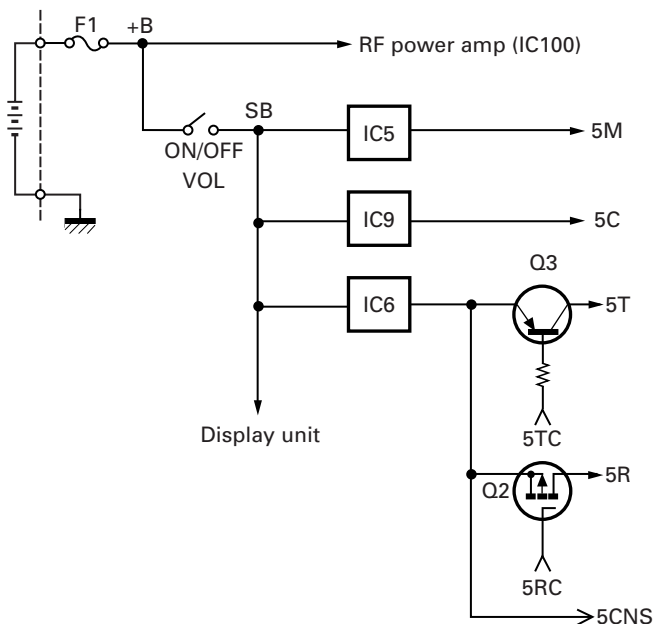 F1
+B
RF power amp (IC100)
SB
ON/OFF
VOL
IC5
5M
IC9
5C
Q3
IC6
5T
Display unit
5TC
Q2
5R
5RC
5CNS